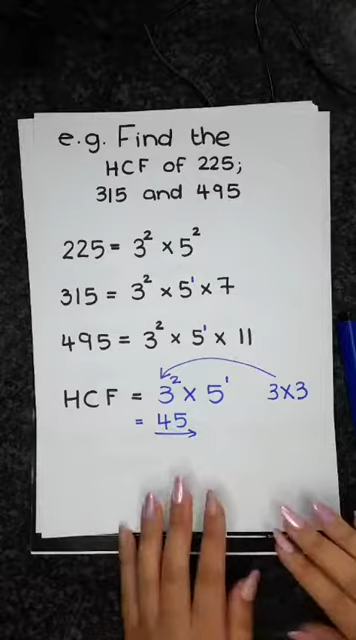 e.g. Find the
HCF of 225;
315 and 495
225 = 3² × 5²
315 = 3² × 5¹ × 7
495 = 3² × 5¹ × 11
HCF = 3² × 5¹ 3×3
= 45